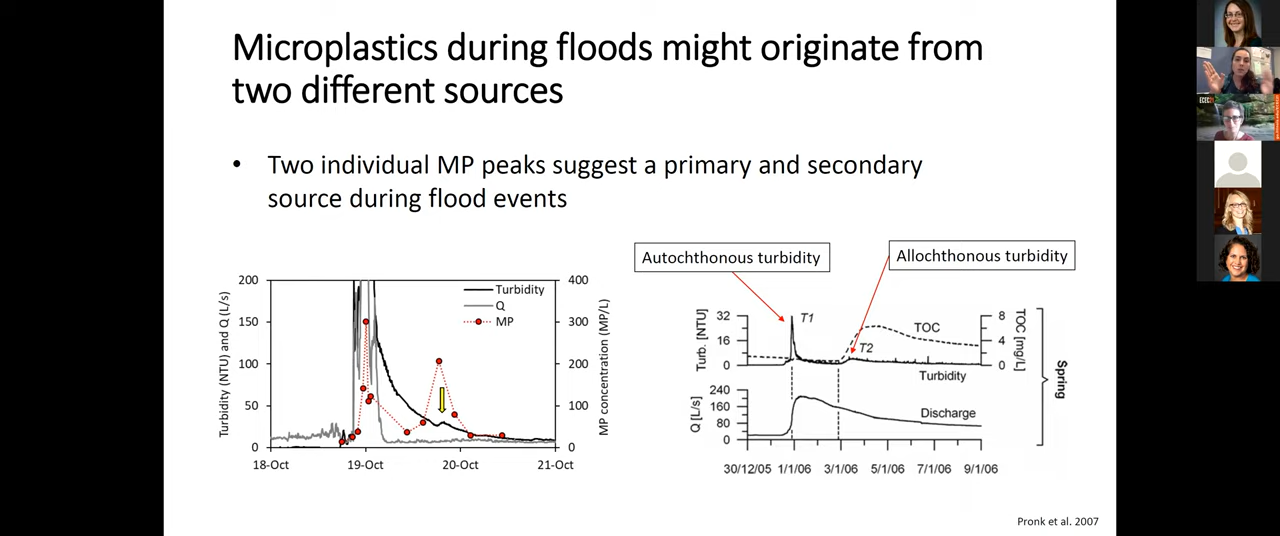 Microplastics during floods might originate from
two different sources
• Two individual MP peaks suggest a primary and secondary
source during flood events
Autochthonous turbidity
Allochthonous turbidity
Turbidity (NTU) and Q (L/s)
200
150
100
50
0
Turbidity
Q
MP
400
300
200
100
0
MP concentration (MP/L)
18-Oct 19-Oct 20-Oct 21-Oct
Turb. [NTU]
32
16
0
T1
T2
TOC
8
4
0
TOC [mg/L]
Turbidity
Q [L/s]
240
160
80
0
Discharge
30/12/05 1/1/06 3/1/06 5/1/06 7/1/06 9/1/06
Spring
Pronk et al. 2007